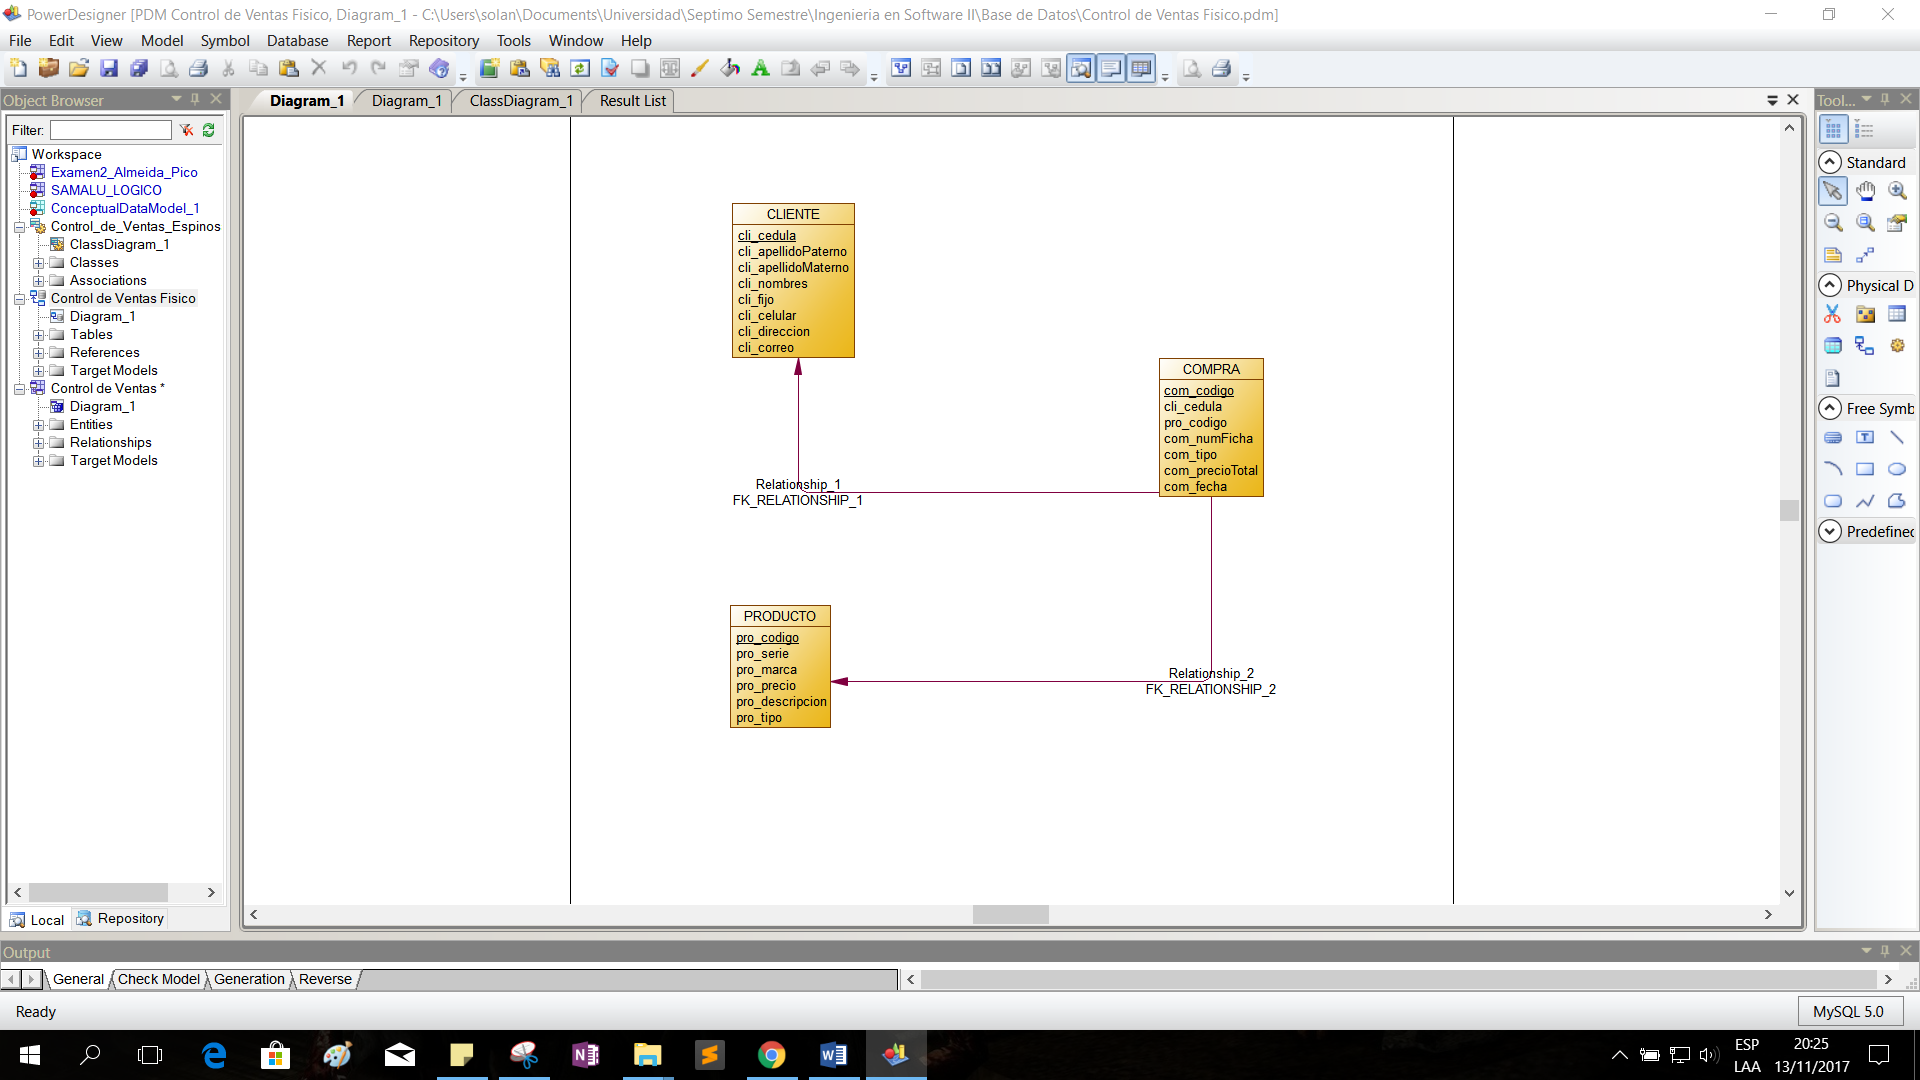 PowerDesigner [PDM Control de Ventas Fisico, Diagram_1 - C:\Users\solan\Documents\Universidad\Septimo Semestre\Ingenieria en Software II\Base de Datos\Control de Ventas Fisico.pdm]
File Edit View Model Symbol Database Report Repository Tools Window Help
Object Browser
Filter:
Workspace
Examen2_Almeida_Pico
SAMALU_LOGICO
ConceptualDataModel_1
Control_de_Ventas_Espinos
ClassDiagram_1
Classes
Associations
Control de Ventas Fisico
Diagram_1
Tables
References
Target Models
Control de Ventas *
Diagram_1
Entities
Relationships
Target Models
Local Repository
Diagram_1 Diagram_1 ClassDiagram_1 Result List
CLIENTE
cli_cedula
cli_apellidoPaterno
cli_apellidoMaterno
cli_nombres
cli_fijo
cli_celular
cli_direccion
cli_correo
COMPRA
com_codigo
cli_cedula
pro_codigo
com_numFicha
com_tipo
com_precioTotal
com_fecha
Relationship_1
FK_RELATIONSHIP_1
PRODUCTO
pro_codigo
pro_serie
pro_marca
pro_precio
pro_descripcion
pro_tipo
Relationship_2
FK_RELATIONSHIP_2
Tool...
Standard
Physical D
Free Symb
Predefined
Output
General Check Model Generation Reverse
Ready
MySQL 5.0
ESP
LAA
20:25
13/11/2017